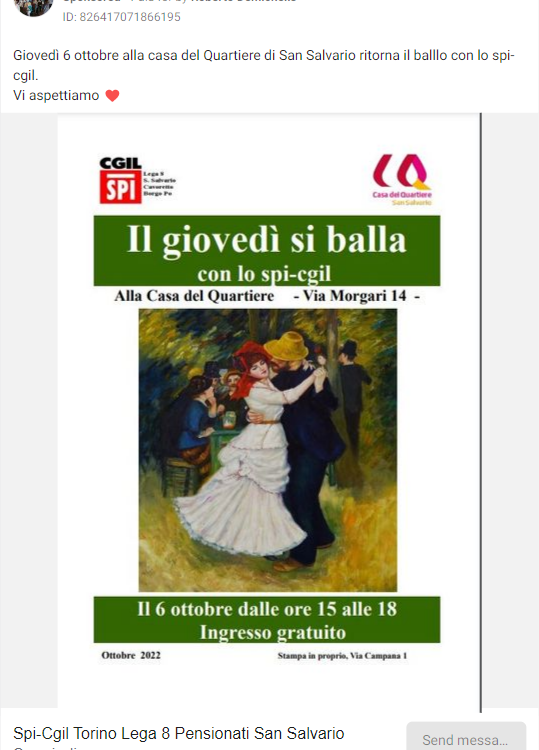 ID: 826417071866195
Giovedì 6 ottobre alla casa del Quartiere di San Salvario ritorna il balllo con lo spi-
cgil.
Vi aspettiamo ❤️
CGIL
SPI
Lega 8
S. Salvario
Cavoretto
Borgo Po
Casa del Quartiere
San Salvario
Il giovedì si balla
con lo spi-cgil
Alla Casa del Quartiere - Via Morgari 14 -
Il 6 ottobre dalle ore 15 alle 18
Ingresso gratuito
Ottobre 2022
Stampa in proprio, Via Campana 1
Spi-Cgil Torino Lega 8 Pensionati San Salvario
Send messa...